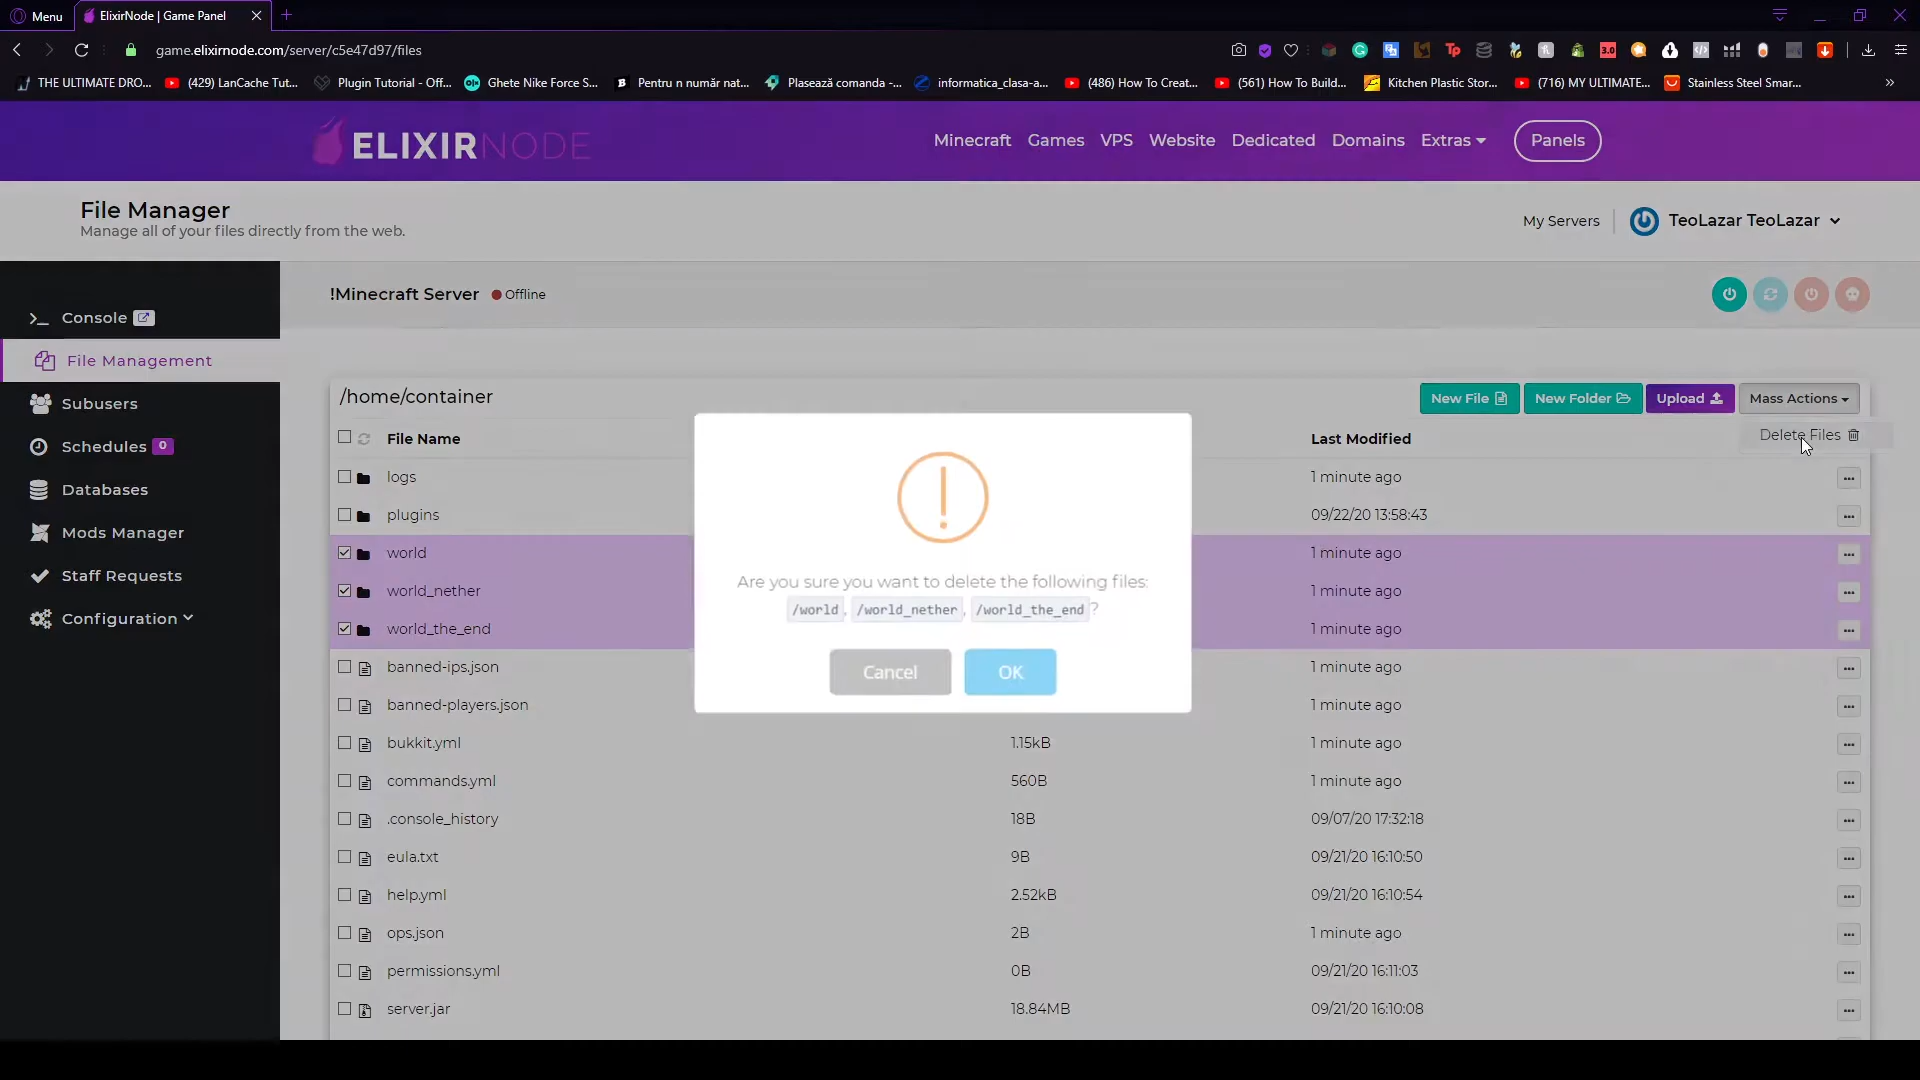 Menu
ElixirNode | Game Panel
game.elixirnode.com/server/c5e47d97/files
THE ULTIMATE DRO...
(429) LanCache Tut...
Plugin Tutorial - Off...
Ghete Nike Force S...
Pentru n număr nat...
Plasează comanda -...
informatica_clasa-a...
(486) How To Creat...
(561) How To Build...
Kitchen Plastic Stor...
(716) MY ULTIMATE...
Stainless Steel Smar...
ELIXIRNODE
Minecraft Games VPS Website Dedicated Domains Extras Panels
File Manager
Manage all of your files directly from the web.
My Servers
TeoLazar TeoLazar
Console
File Management
Subusers
Schedules 0
Databases
Mods Manager
Staff Requests
Configuration
!Minecraft Server Offline
/home/container
New File New Folder Upload Mass Actions
Delete Files
File Name Last Modified
logs 1 minute ago
plugins 09/22/20 13:58:43
world 1 minute ago
world_nether 1 minute ago
world_the_end 1 minute ago
banned-ips.json 1 minute ago
banned-players.json 1 minute ago
bukkit.yml 1.15kB 1 minute ago
commands.yml 560B 1 minute ago
.console_history 18B 09/07/20 17:32:18
eula.txt 9B 09/21/20 16:10:50
help.yml 2.52kB 09/21/20 16:10:54
ops.json 2B 1 minute ago
permissions.yml 0B 09/21/20 16:11:03
server.jar 18.84MB 09/21/20 16:10:08
Are you sure you want to delete the following files:
/world, /world_nether, /world_the_end?
Cancel OK